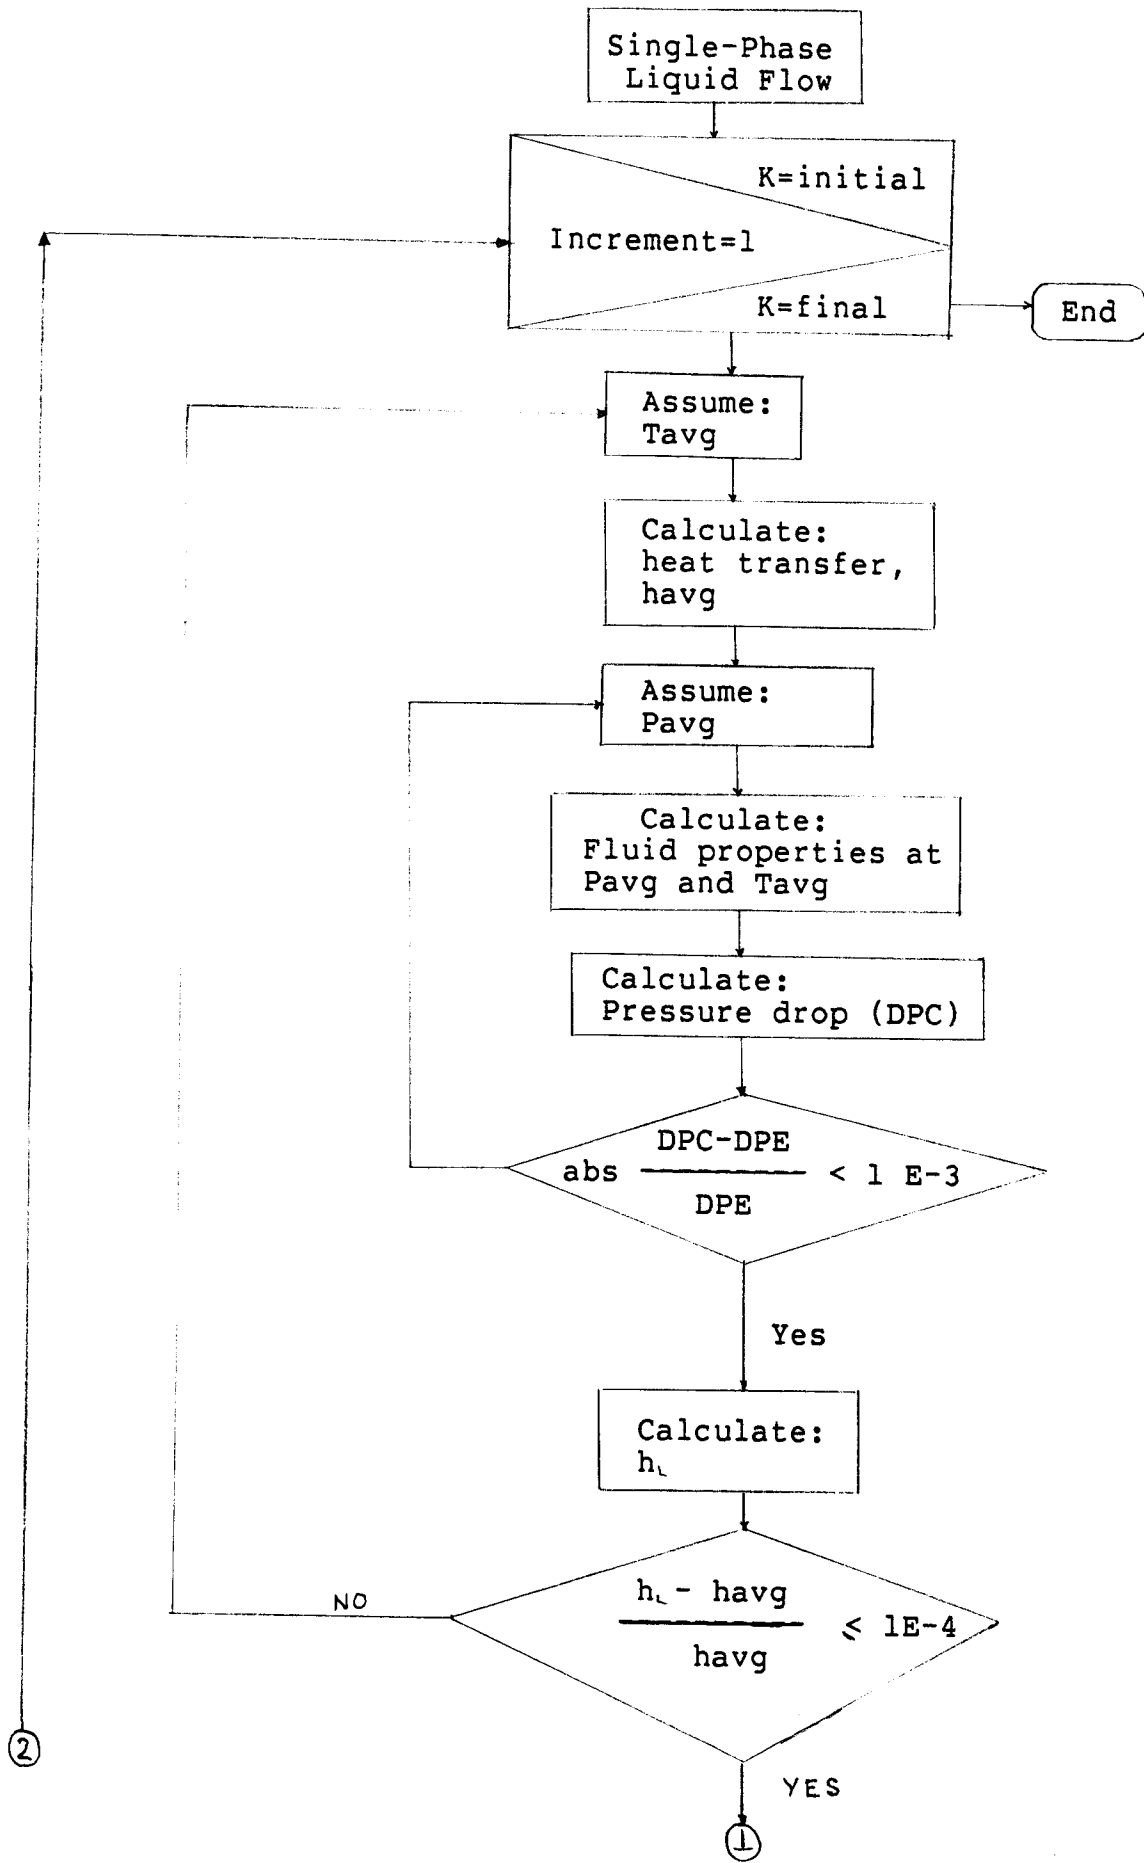 Single-Phase
Liquid Flow
K=initial
Increment=1
K=final
End
Assume:
Tavg
Calculate:
heat transfer,
havg
Assume:
Pavg
Calculate:
Fluid properties at
Pavg and Tavg
Calculate:
Pressure drop (DPC)
DPC-DPE
abs < 1 E-3
DPE
Yes
Calculate:
hL
NO
hL - havg
≤ 1E-4
havg
2
YES
1